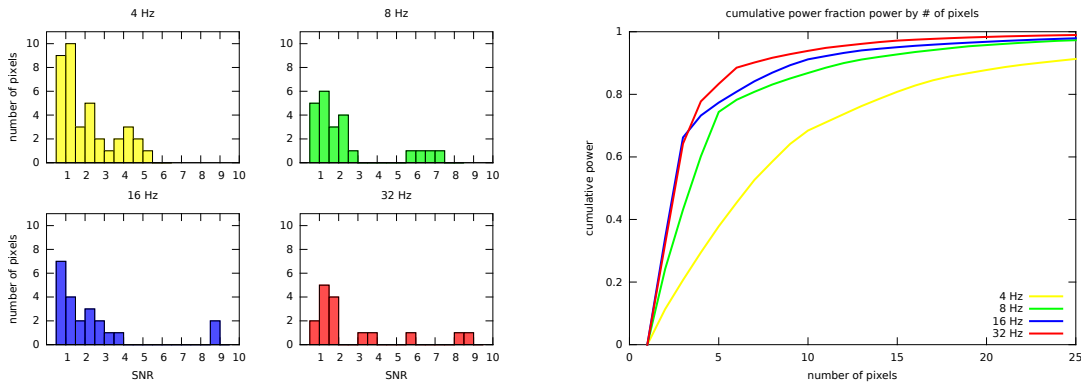 4 Hz
number of pixels
10
8
6
4
2
0
1 2 3 4 5 6 7 8 9 10
8 Hz
10
8
6
4
2
0
1 2 3 4 5 6 7 8 9 10
16 Hz
number of pixels
10
8
6
4
2
0
1 2 3 4 5 6 7 8 9 10
SNR
32 Hz
10
8
6
4
2
0
1 2 3 4 5 6 7 8 9 10
SNR
cumulative power fraction power by # of pixels
cumulative power
1
0.8
0.6
0.4
0.2
0
0 5 10 15 20 25
number of pixels
4 Hz
8 Hz
16 Hz
32 Hz